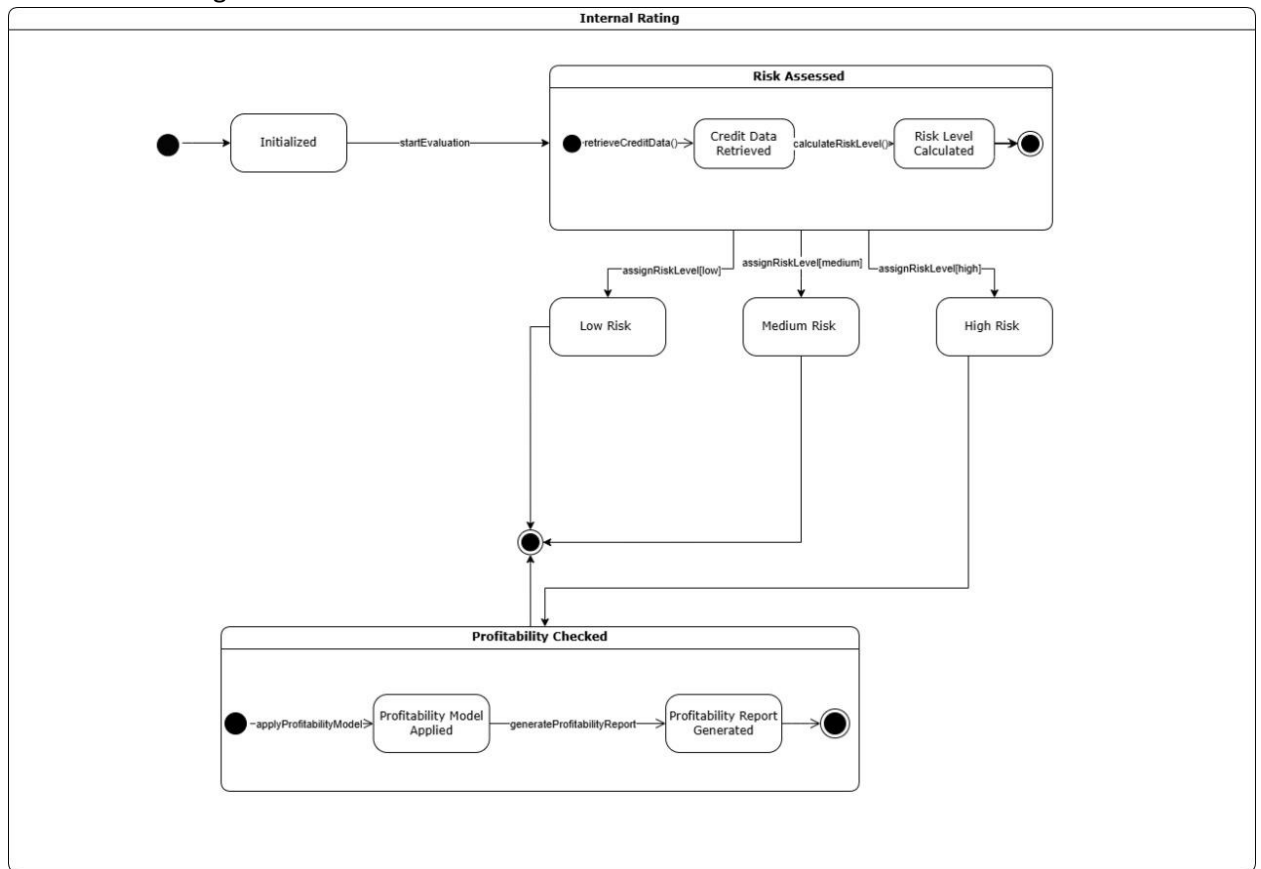 Internal Rating
Risk Assessed
Initialized
startEvaluation
retrieveCreditData()
Credit Data
Retrieved
calculateRiskLevel()
Risk Level
Calculated
assignRiskLevel[low]
assignRiskLevel[medium]
assignRiskLevel[high]
Low Risk
Medium Risk
High Risk
Profitability Checked
applyProfitabilityModel
Profitability Model
Applied
generateProfitabilityReport
Profitability Report
Generated